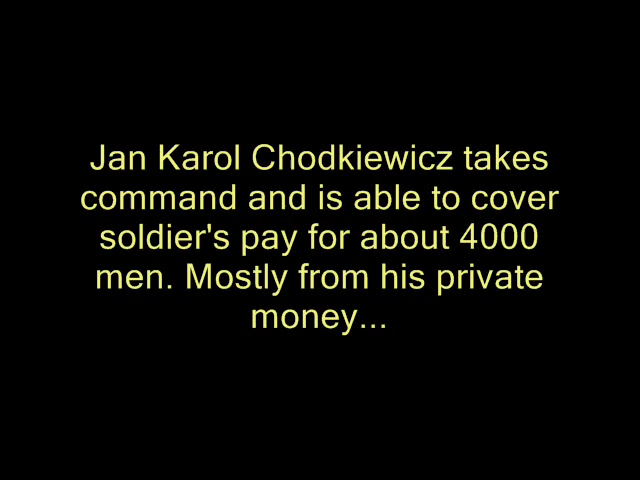 Jan Karol Chodkiewicz takes
command and is able to cover
soldier's pay for about 4000
men. Mostly from his private
money...